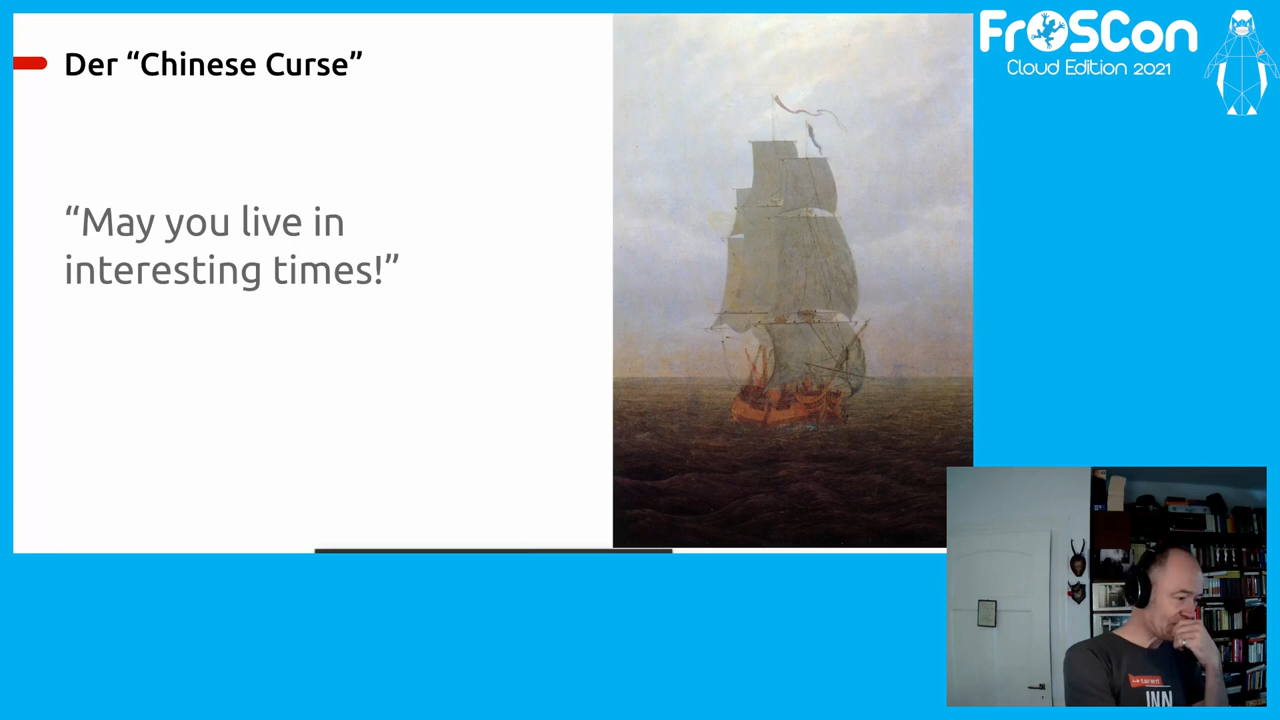 Der “Chinese Curse”
“May you live in
interesting times!”
FrOSCon
Cloud Edition 2021
tarent
INN